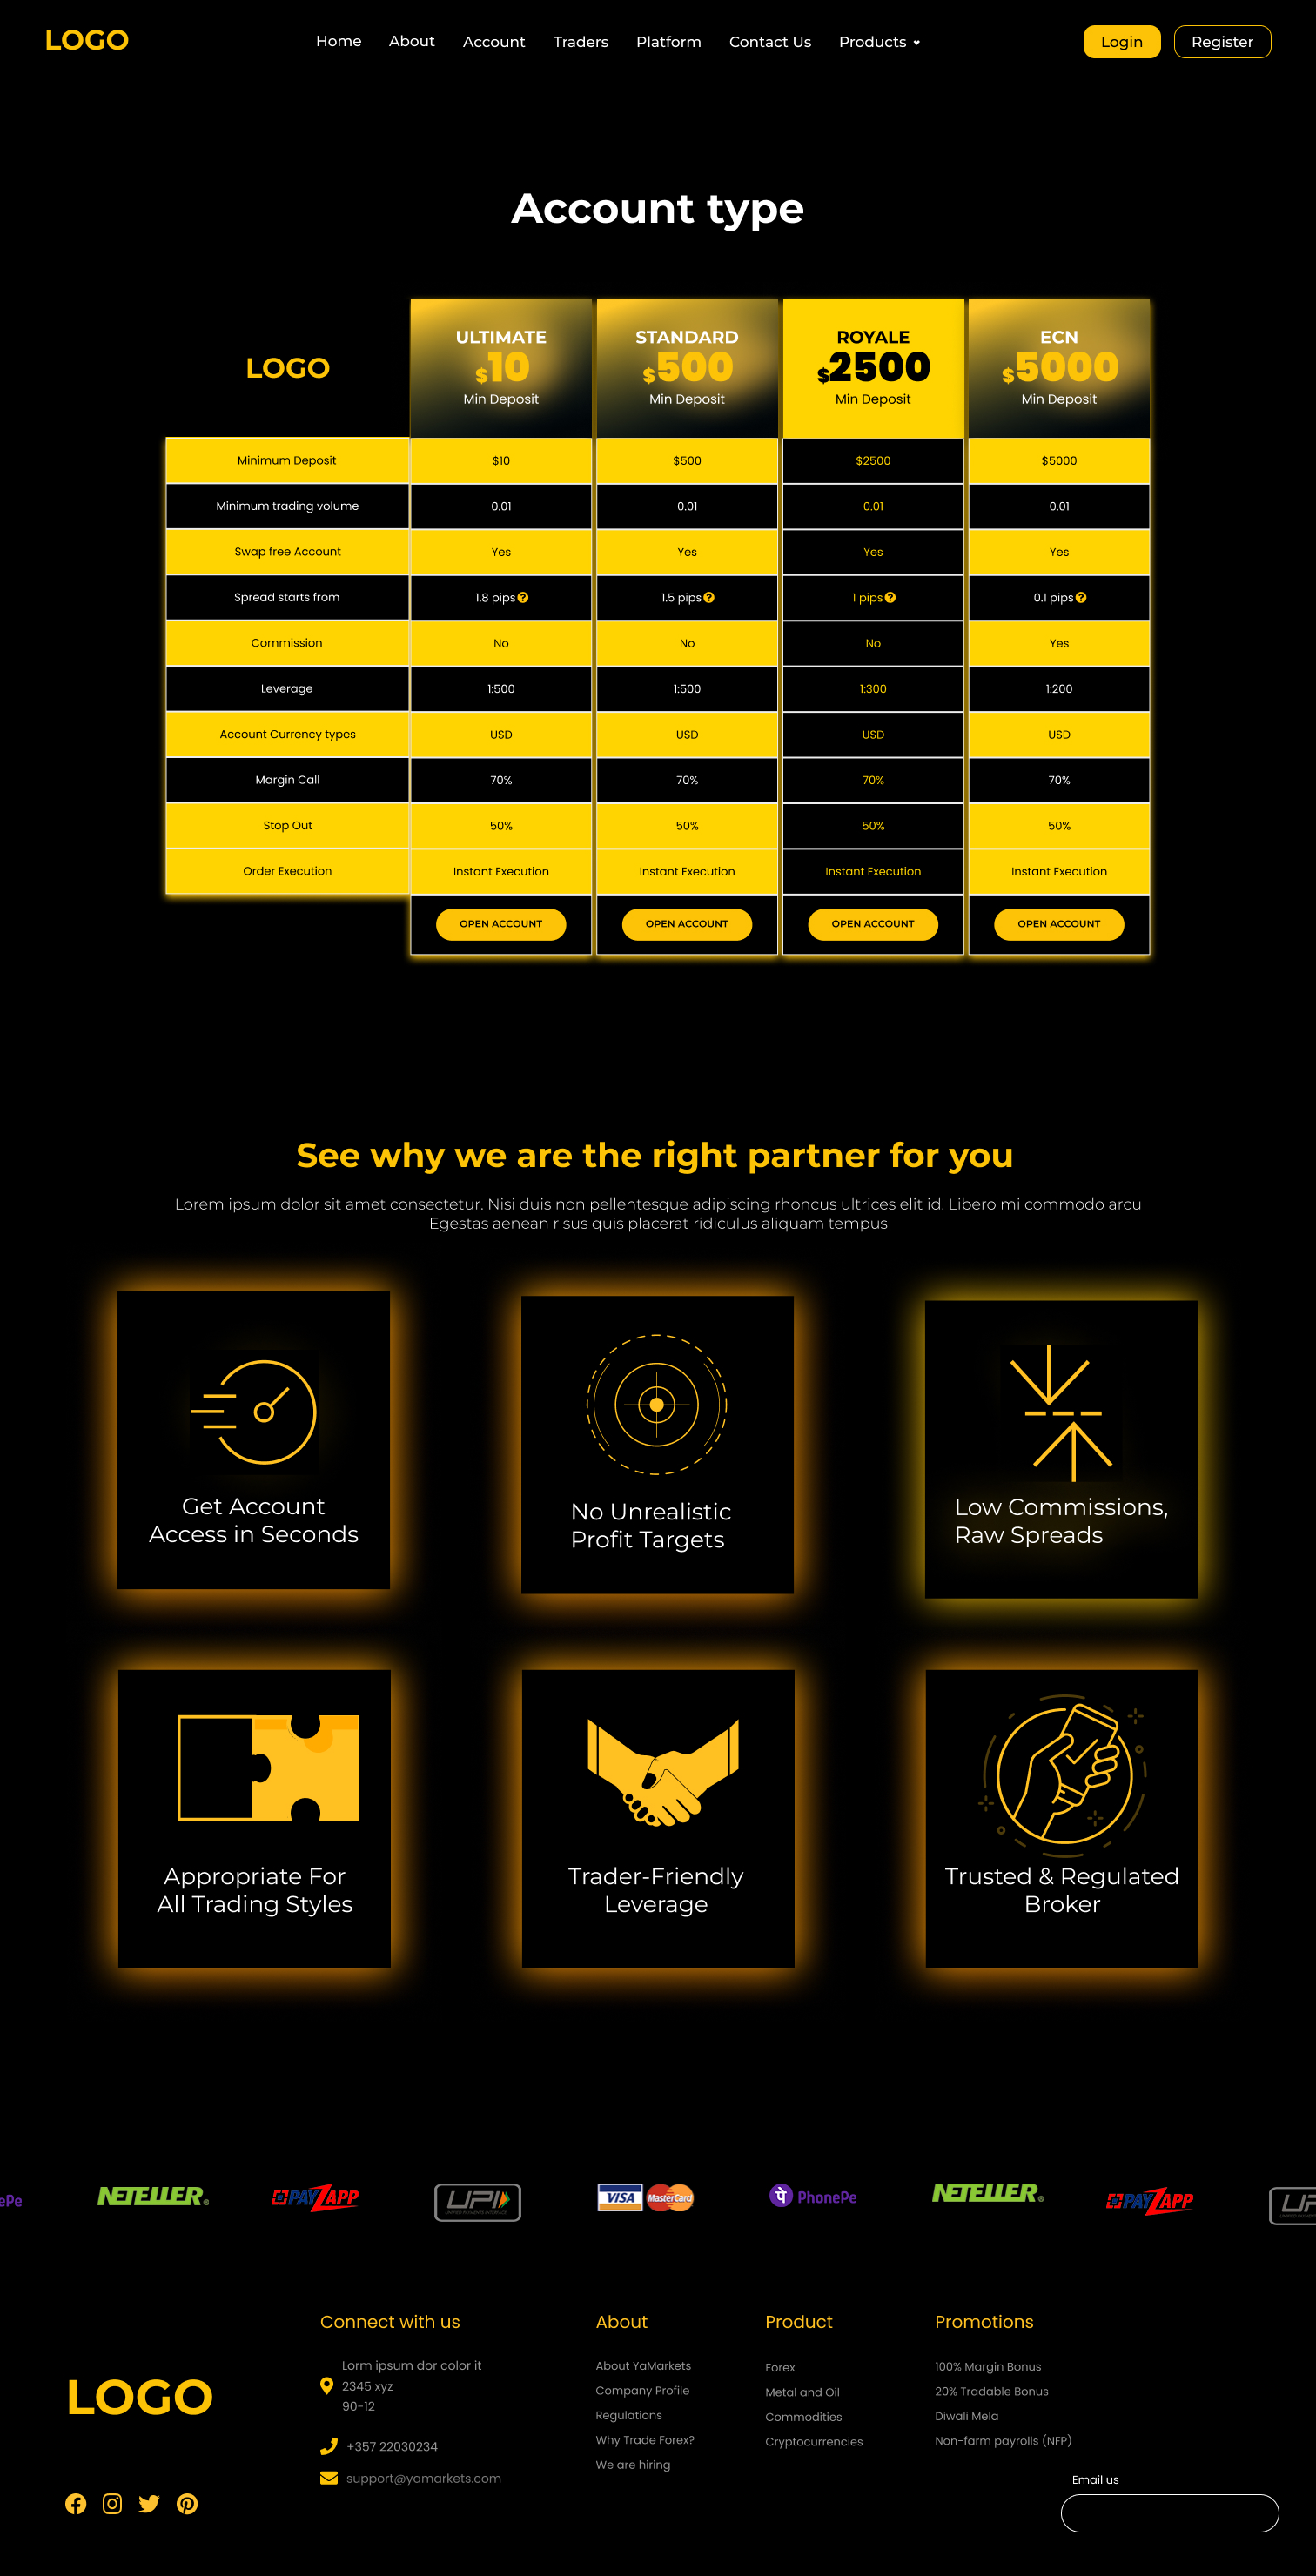 LOGO
Home
About
Account
Traders
Platform
Contact Us
Products
Login
Register
Account type
LOGO
ULTIMATE
$10
Min Deposit
STANDARD
$500
Min Deposit
ROYALE
$2500
Min Deposit
ECN
$5000
Min Deposit
Minimum Deposit $10 $500 $2500 $5000
Minimum trading volume 0.01 0.01 0.01 0.01
Swap free Account Yes Yes Yes Yes
Spread starts from 1.8 pips ? 1.5 pips ? 1 pips ? 0.1 pips ?
Commission No No No Yes
Leverage 1:500 1:500 1:300 1:200
Account Currency types USD USD USD USD
Margin Call 70% 70% 70% 70%
Stop Out 50% 50% 50% 50%
Order Execution Instant Execution Instant Execution Instant Execution Instant Execution
OPEN ACCOUNT OPEN ACCOUNT OPEN ACCOUNT OPEN ACCOUNT
See why we are the right partner for you
Lorem ipsum dolor sit amet consectetur. Nisi duis non pellentesque adipiscing rhoncus ultrices elit id. Libero mi commodo arcu
Egestas aenean risus quis placerat ridiculus aliquam tempus
Get Account
Access in Seconds
No Unrealistic
Profit Targets
Low Commissions,
Raw Spreads
Appropriate For
All Trading Styles
Trader-Friendly
Leverage
Trusted & Regulated
Broker
ePe
NETELLER®
PAYZAPP
UPI
VISA
MasterCard
पे PhonePe
NETELLER®
PAYZAPP
UP
LOGO
Connect with us
Lorm ipsum dor color it
2345 xyz
90-12
+357 22030234
support@yamarkets.com
About
About YaMarkets
Company Profile
Regulations
Why Trade Forex?
We are hiring
Product
Forex
Metal and Oil
Commodities
Cryptocurrencies
Promotions
100% Margin Bonus
20% Tradable Bonus
Diwali Mela
Non-farm payrolls (NFP)
Email us